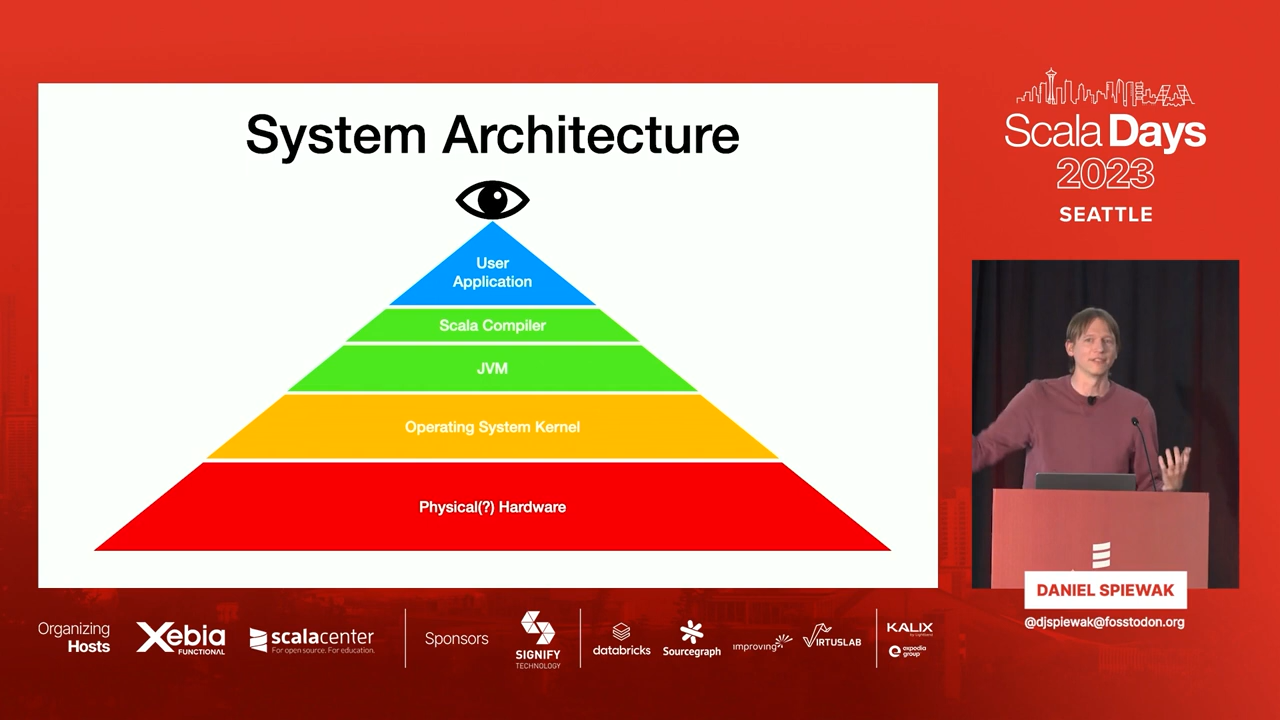 System Architecture
User
Application
Scala Compiler
JVM
Operating System Kernel
Physical(?) Hardware
Scala Days
2023
SEATTLE
DANIEL SPIEWAK
@djspiewak@fosstodon.org
Organizing
Hosts
Xebia
FUNCTIONAL
scalacenter
For open source. For education.
Sponsors
SIGNIFY
TECHNOLOGY
databricks
Sourcegraph
improving
VIRTUSLAB
KALIX
by Lightbend
expedia
group